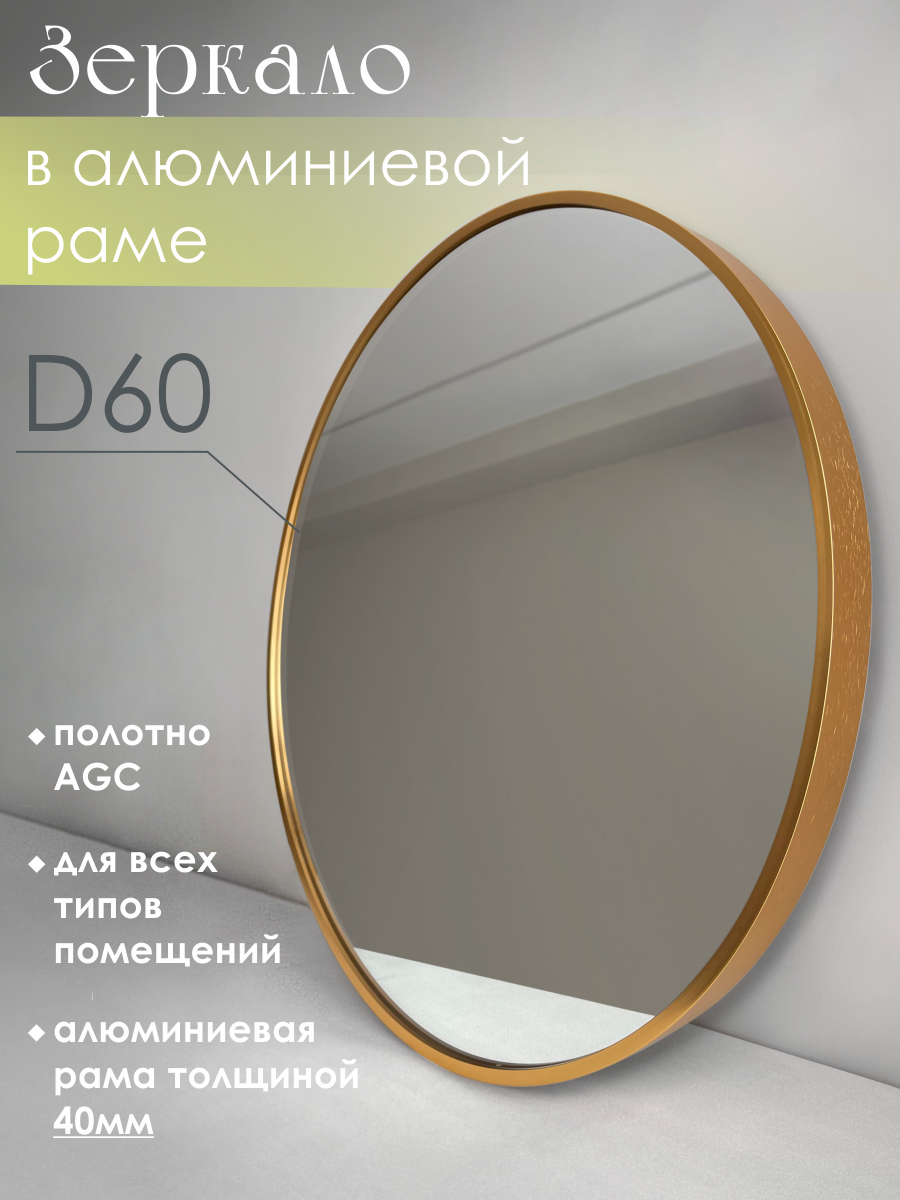 Зеркало
в алюминиевой
раме
D60
полотно
AGC
для всех
типов
помещений
алюминиевая
рама толщиной
40мм